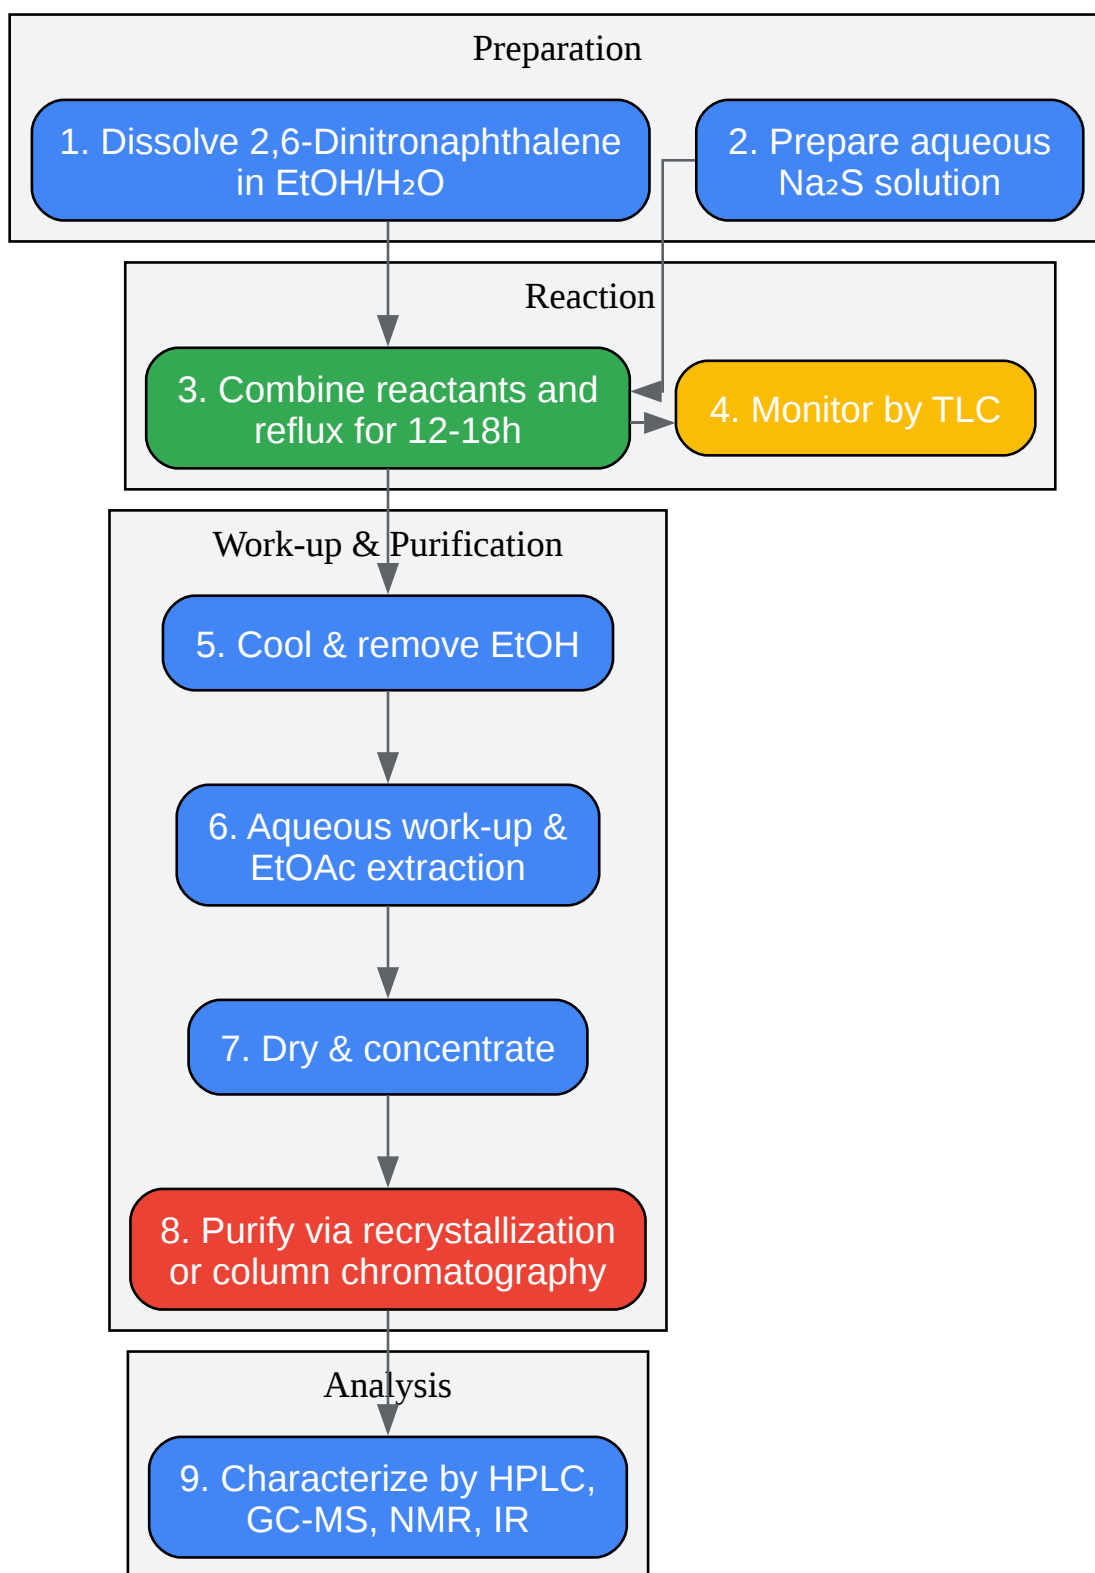 Preparation
1. Dissolve 2,6-Dinitronaphthalene
in EtOH/H₂O
2. Prepare aqueous
Na₂S solution
Reaction
3. Combine reactants and
reflux for 12-18h
4. Monitor by TLC
Work-up & Purification
5. Cool & remove EtOH
6. Aqueous work-up &
EtOAc extraction
7. Dry & concentrate
8. Purify via recrystallization
or column chromatography
Analysis
9. Characterize by HPLC,
GC-MS, NMR, IR